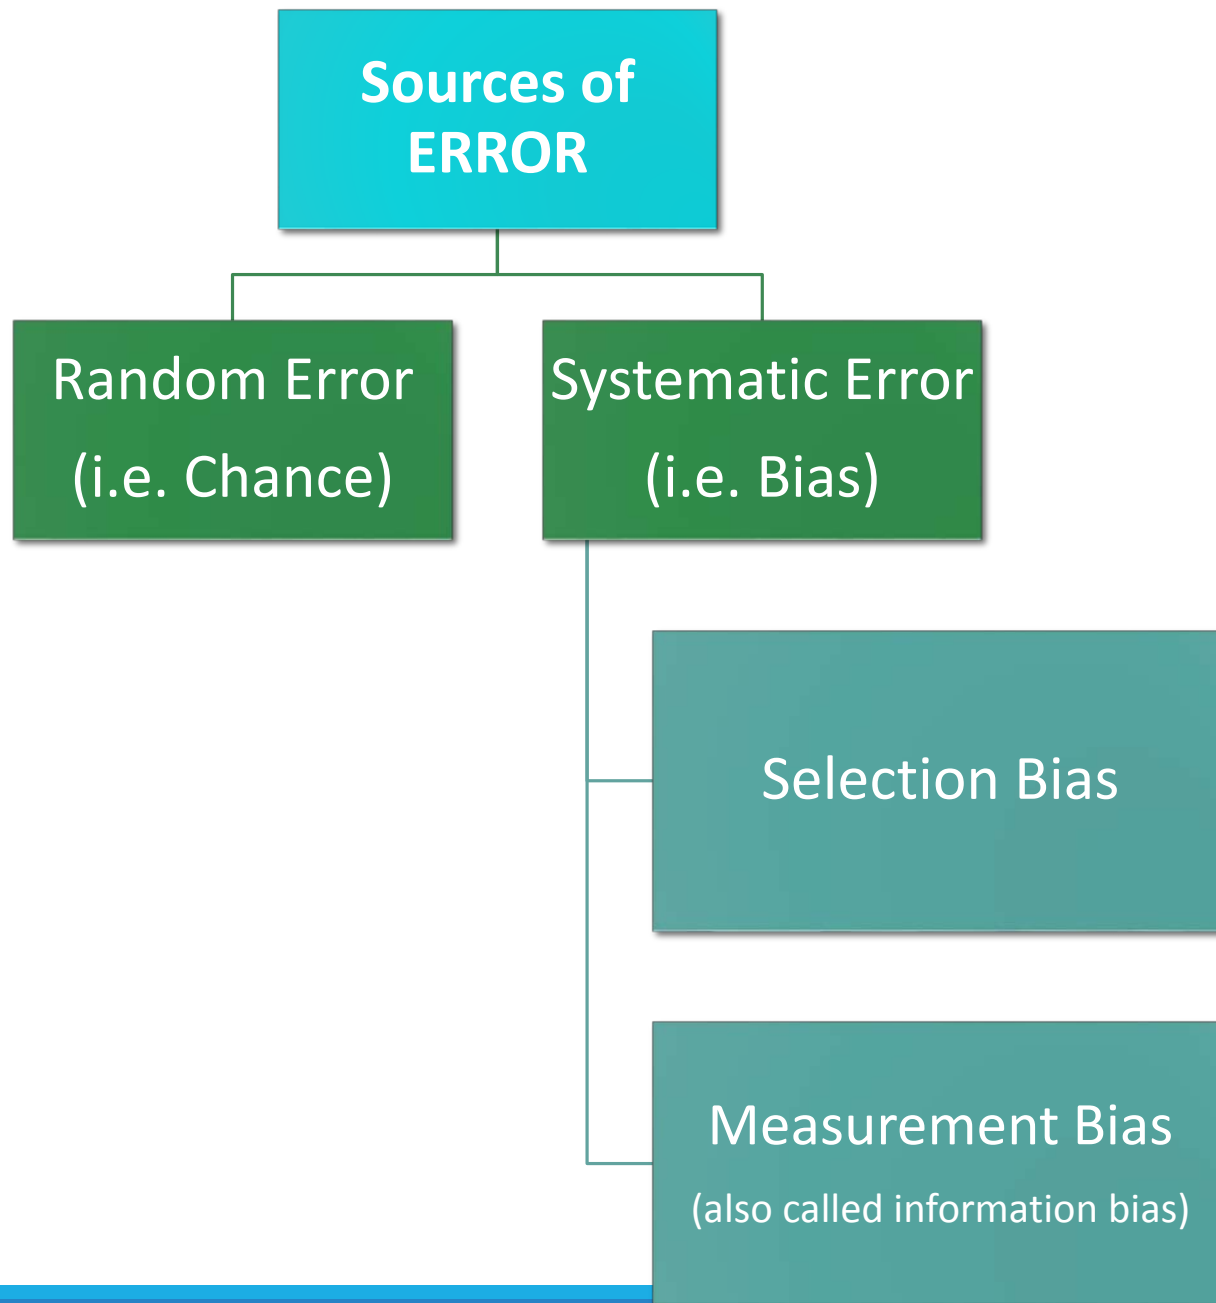 Sources of
ERROR
Random Error
(i.e. Chance)
Systematic Error
(i.e. Bias)
Selection Bias
Measurement Bias
(also called information bias)